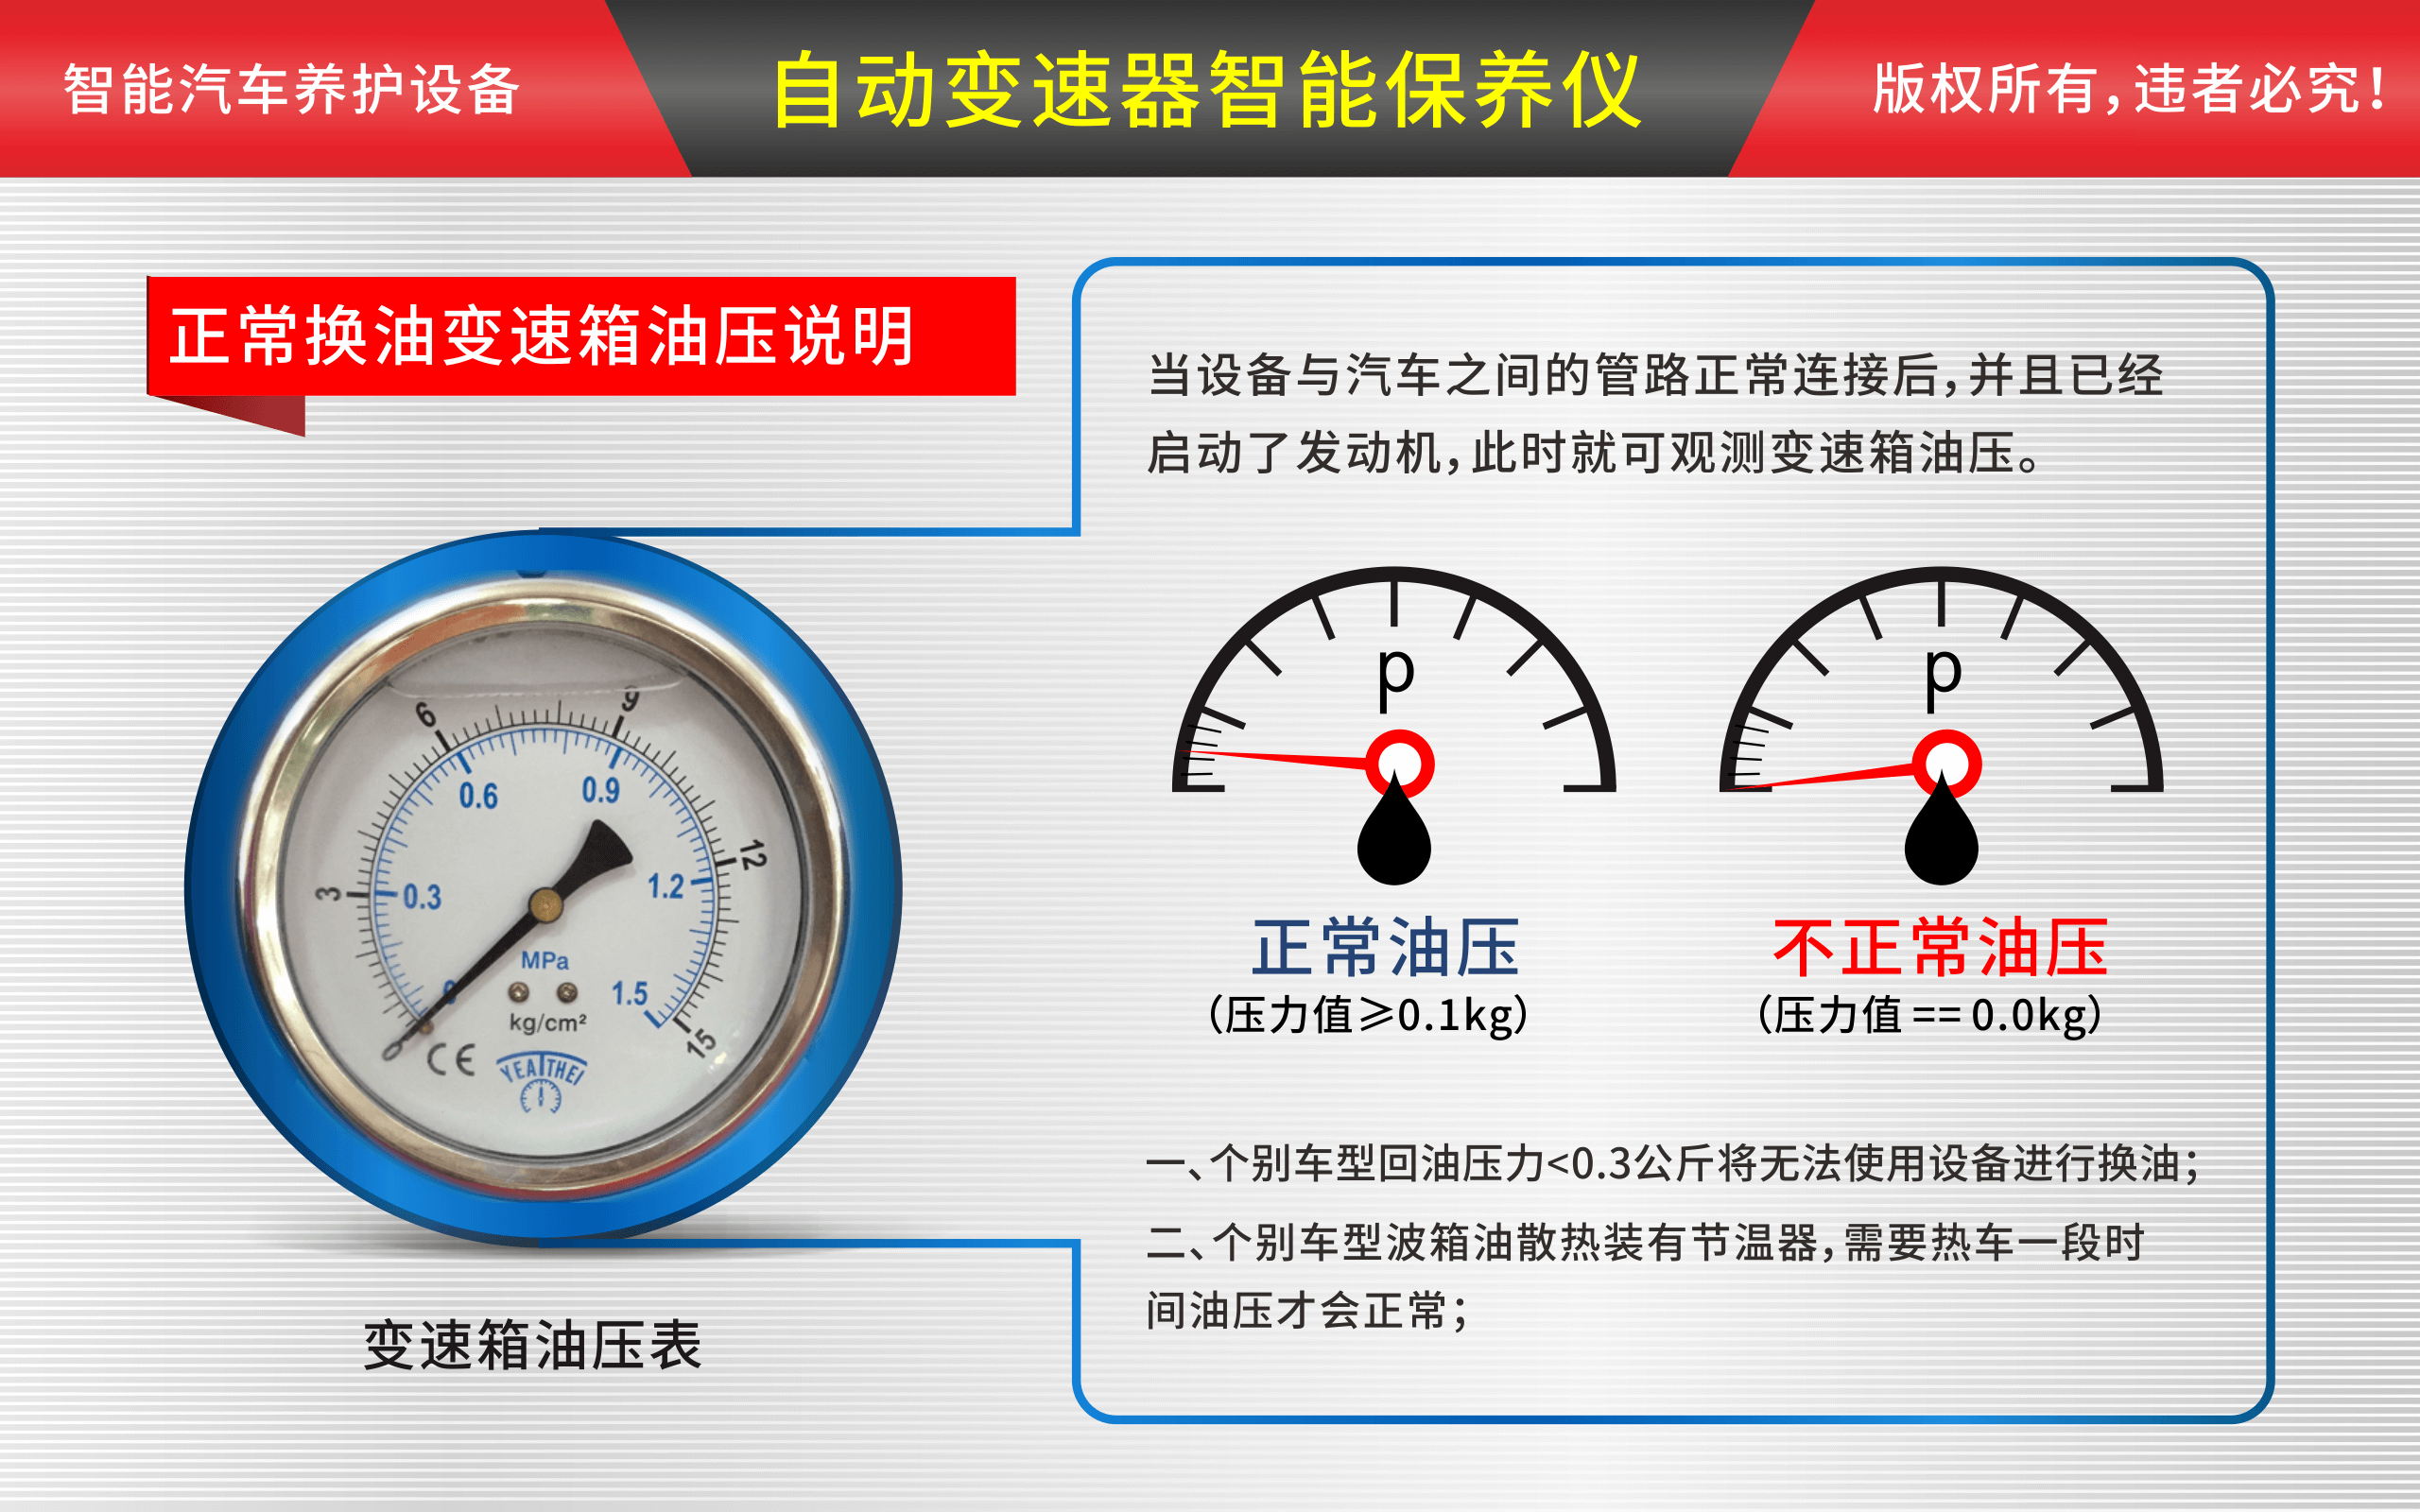 智能汽车养护设备
自动变速器智能保养仪
版权所有,违者必究!
正常换油变速箱油压说明
当设备与汽车之间的管路正常连接后,并且已经
启动了发动机,此时就可观测变速箱油压。
6
9
0.6
0.9
12
3
0.3
1.2
MPa
0
1.5
kg/cm²
0
15
CE
YEATHEI
变速箱油压表
p
p
正常油压
(压力值≥0.1kg)
不正常油压
(压力值==0.0kg)
一、个别车型回油压力<0.3公斤将无法使用设备进行换油;
二、个别车型波箱油散热装有节温器,需要热车一段时
间油压才会正常;